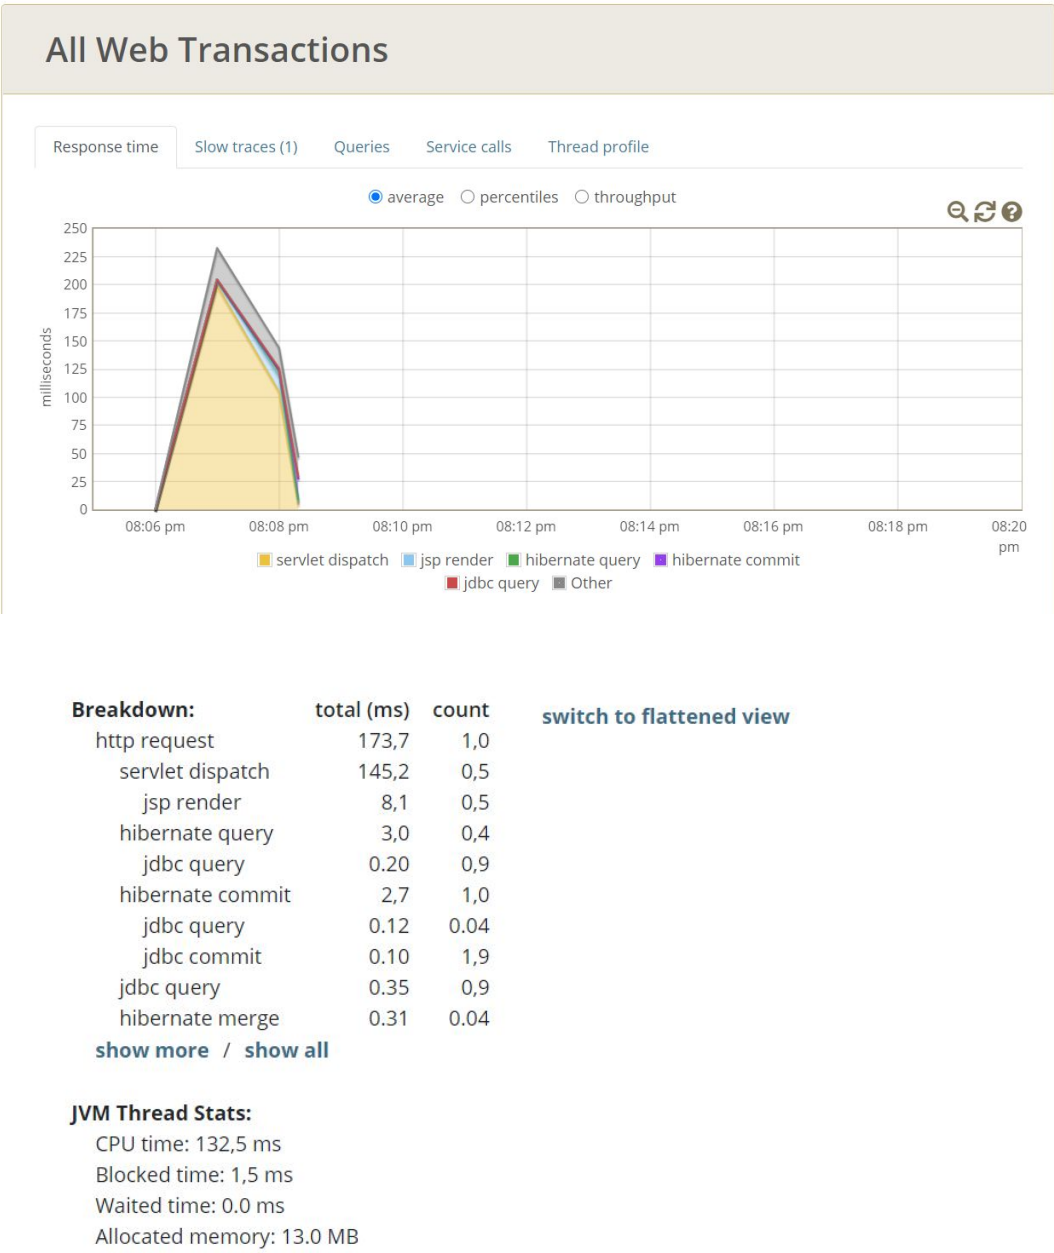 All Web Transactions
Response time Slow traces (1) Queries Service calls Thread profile
average percentiles throughput
250
225
200
175
150
125
100
75
50
25
0
milliseconds
08:06 pm 08:08 pm 08:10 pm 08:12 pm 08:14 pm 08:16 pm 08:18 pm 08:20 pm
servlet dispatch jsp render hibernate query hibernate commit
jdbc query Other
Breakdown: total (ms) count switch to flattened view
http request 173,7 1,0
servlet dispatch 145,2 0,5
jsp render 8,1 0,5
hibernate query 3,0 0,4
jdbc query 0.20 0,9
hibernate commit 2,7 1,0
jdbc query 0.12 0.04
jdbc commit 0.10 1,9
jdbc query 0.35 0,9
hibernate merge 0.31 0.04
show more / show all
JVM Thread Stats:
CPU time: 132,5 ms
Blocked time: 1,5 ms
Waited time: 0.0 ms
Allocated memory: 13.0 MB